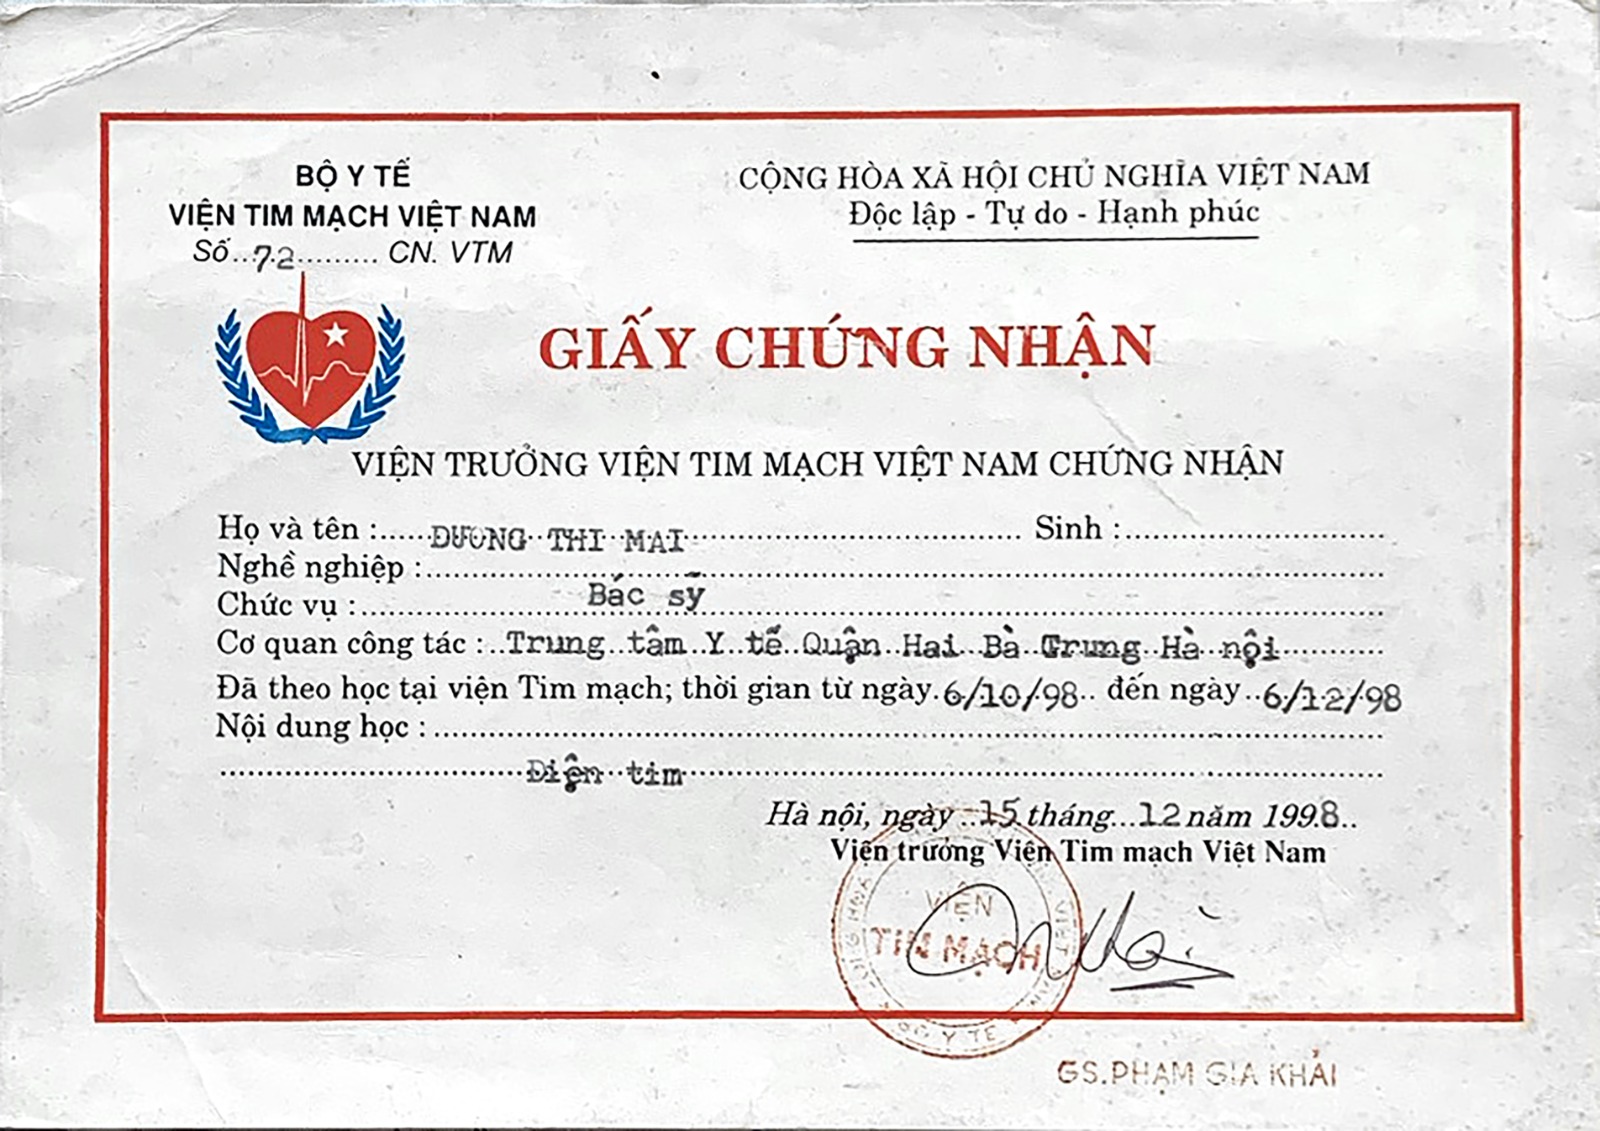 BỘ Y TẾ
VIỆN TIM MẠCH VIỆT NAM
Số..72......... CN. VTM
CỘNG HÒA XÃ HỘI CHỦ NGHĨA VIỆT NAM
Độc lập - Tự do - Hạnh phúc
GIẤY CHỨNG NHẬN
VIỆN TRƯỞNG VIỆN TIM MẠCH VIỆT NAM CHỨNG NHẬN
Họ và tên :.....ĐƯƠNG THI MAI.......... Sinh :..........
Nghề nghiệp :..........
Chức vụ :..........Bác sỹ..........
Cơ quan công tác :..Trung tâm Y tế Quận Hai Bà Trung Hà nội..........
Đã theo học tại viện Tim mạch; thời gian từ ngày.6/10/98.. đến ngày..6/12/98
Nội dung học :..........
..........Điện tim..........
Hà nội, ngày ..15 tháng...12 năm 1998..
Viện trưởng Viện Tim mạch Việt Nam
VIỆN
TIM MẠCH
Y TẾ
GS.PHẠM GIA KHẢI